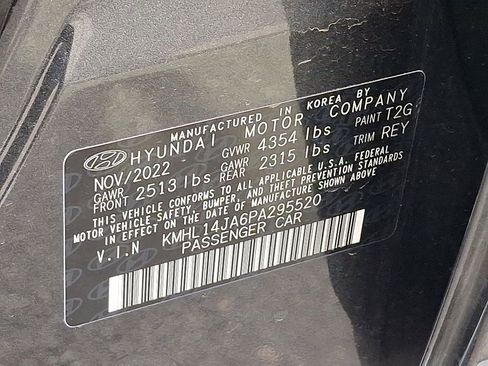 MANUFACTURED IN KOREA BY
HYUNDAI MOTOR COMPANY
NOV/2022 GVWR 4354 lbs PAINT T2G
GAWR FRONT 2513 lbs GAWR REAR 2315 lbs TRIM REY
THIS VEHICLE CONFORMS TO ALL APPLICABLE U.S.A. FEDERAL
MOTOR VEHICLE SAFETY, BUMPER, AND THEFT PREVENTION STANDARDS
IN EFFECT ON THE DATE OF MANUFACTURE SHOWN ABOVE.
V.I.N KMHL14JA6PA295520
PASSENGER CAR